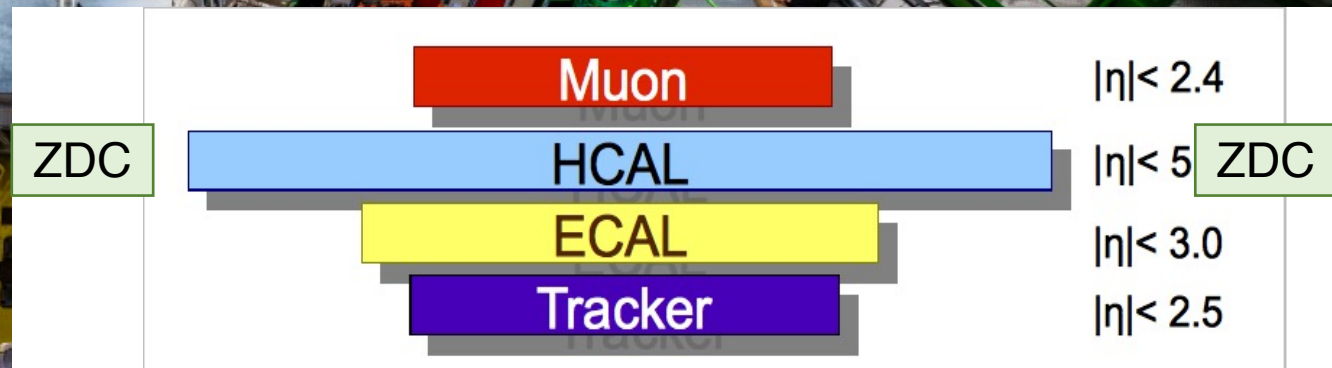 Muon |η|< 2.4
ZDC HCAL |η|< 5 ZDC
ECAL |η|< 3.0
Tracker |η|< 2.5